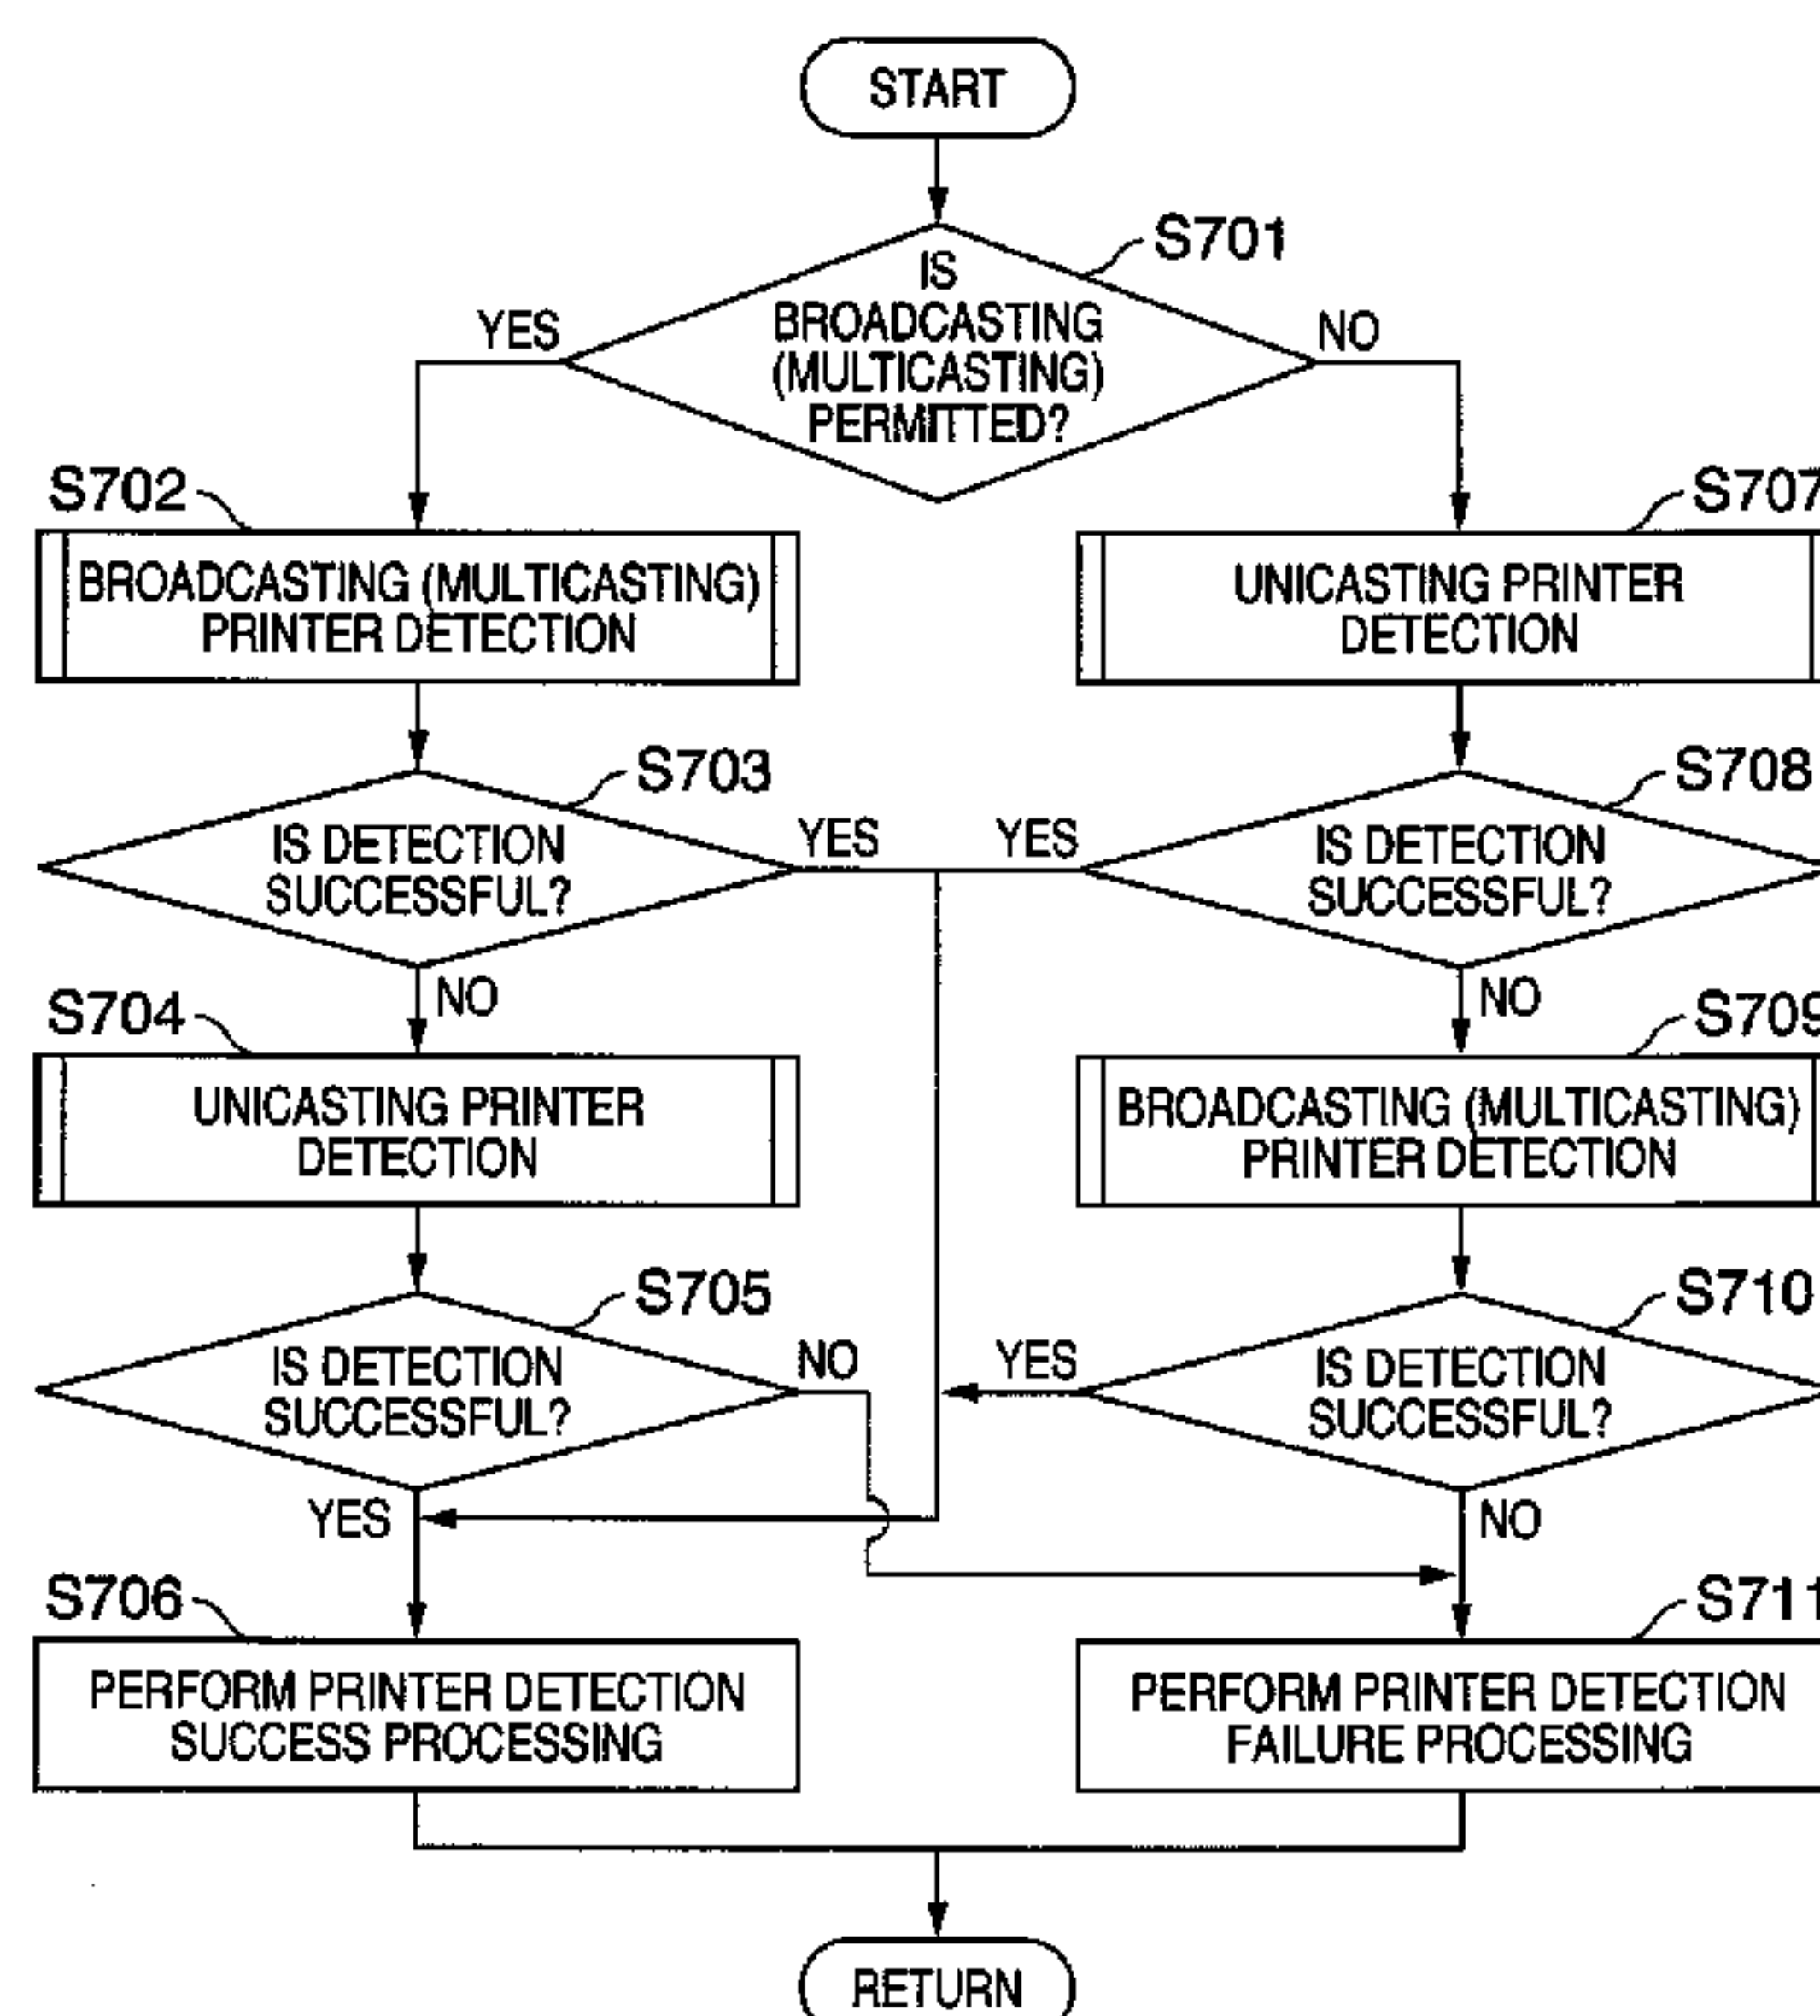 START
S701
IS
BROADCASTING
(MULTICASTING)
PERMITTED?
YES
NO
S702
BROADCASTING (MULTICASTING)
PRINTER DETECTION
S707
UNICASTING PRINTER
DETECTION
S703
IS DETECTION
SUCCESSFUL?
YES
NO
S708
IS DETECTION
SUCCESSFUL?
YES
NO
S704
UNICASTING PRINTER
DETECTION
S709
BROADCASTING (MULTICASTING)
PRINTER DETECTION
S705
IS DETECTION
SUCCESSFUL?
NO
YES
S710
IS DETECTION
SUCCESSFUL?
YES
NO
S706
PERFORM PRINTER DETECTION
SUCCESS PROCESSING
S711
PERFORM PRINTER DETECTION
FAILURE PROCESSING
RETURN